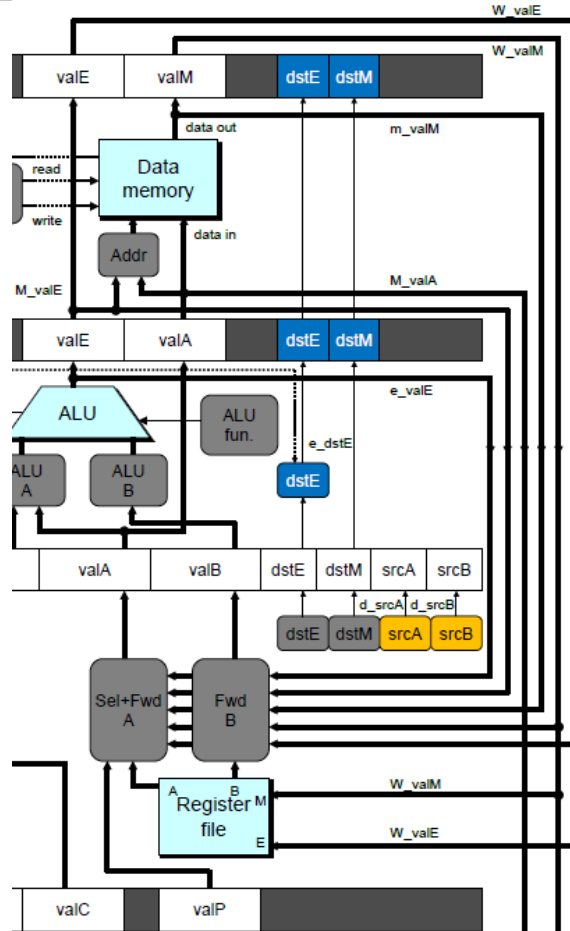 W_valE
W_valM
valE
valM
dstE
dstM
data out
m_valM
Data
memory
read
write
data in
Addr
M_valE
M_valA
valE
valA
dstE
dstM
e_valE
ALU
ALU
fun.
e_dstE
dstE
ALU
A
ALU
B
valA
valB
dstE
dstM
srcA
srcB
d_srcA
d_srcB
dstE
dstM
srcA
srcB
Sel+Fwd
A
Fwd
B
A
B
Register
file
M
E
W_valM
W_valE
valC
valP